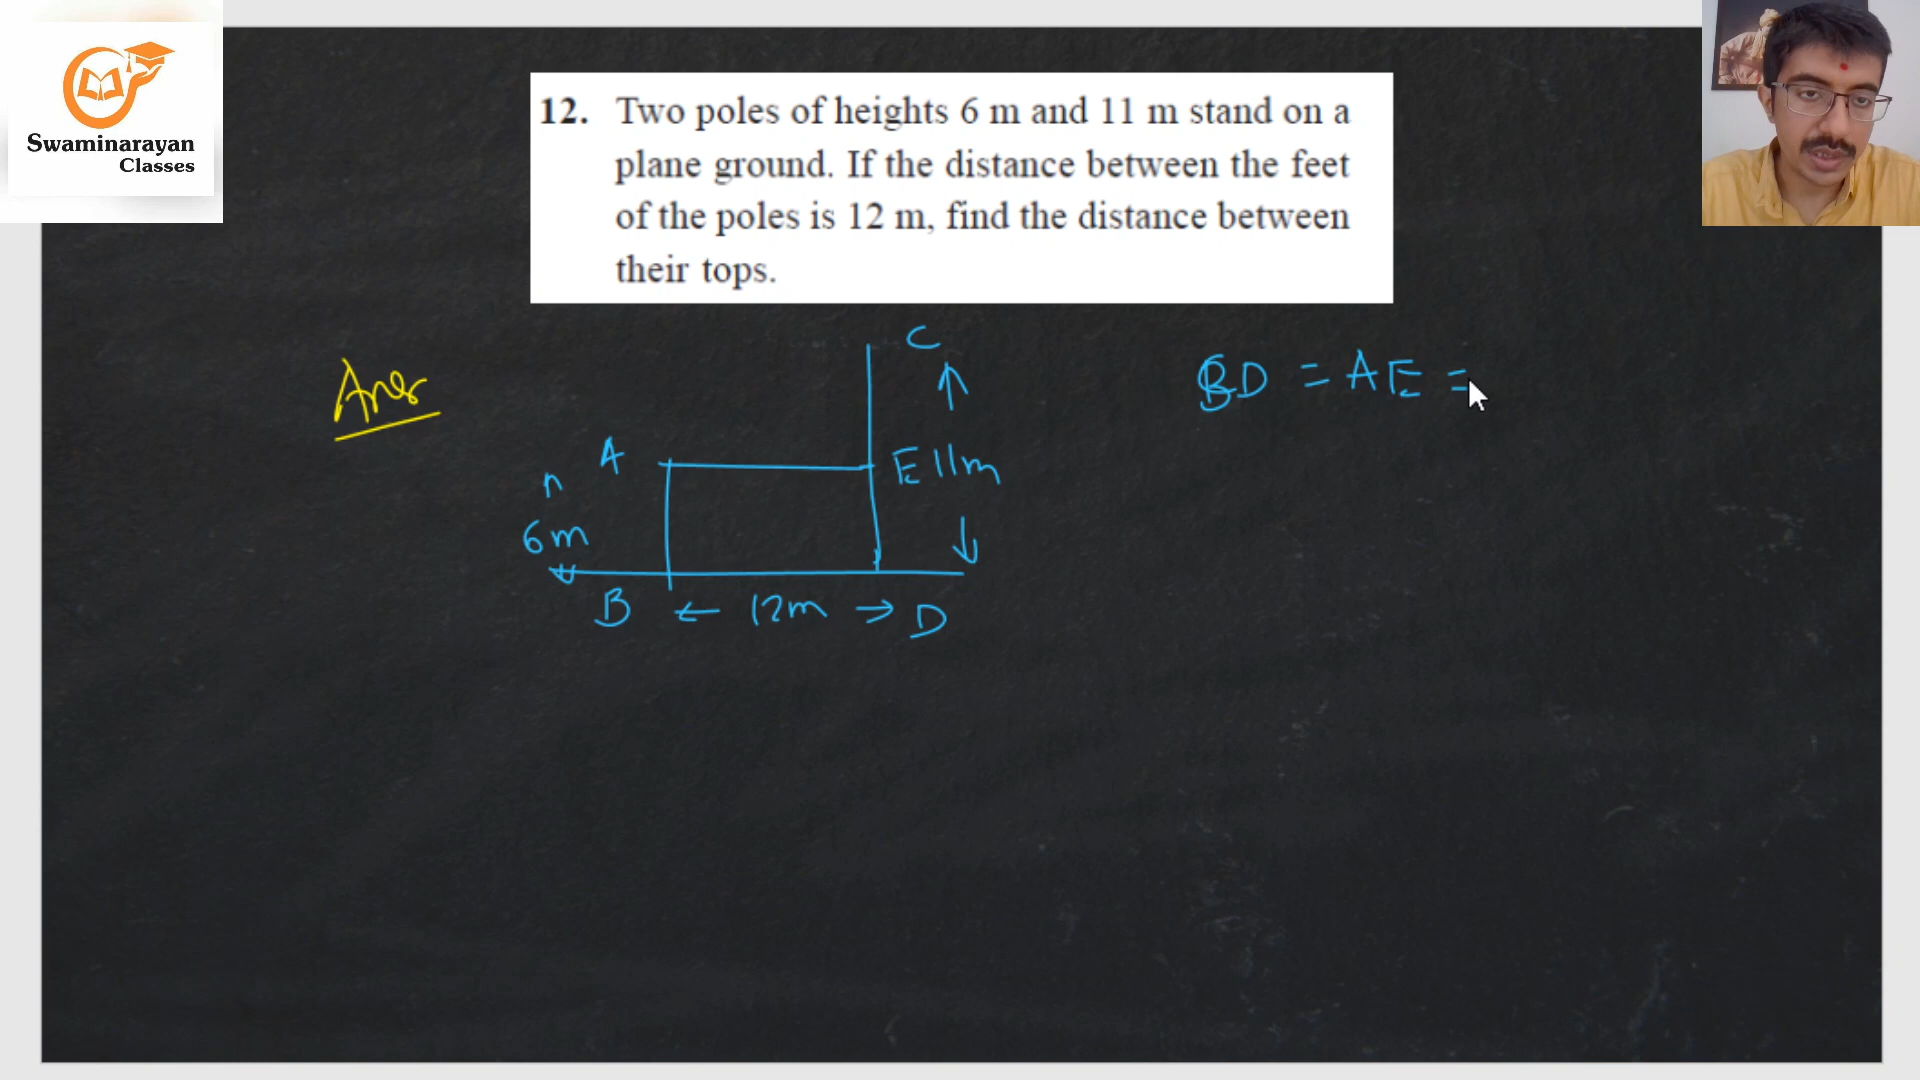 Swaminarayan
Classes
12. Two poles of heights 6 m and 11 m stand on a
plane ground. If the distance between the feet
of the poles is 12 m, find the distance between
their tops.
Ans
C
BD = AE =
A
E 11m
6m
B ← 12m → D